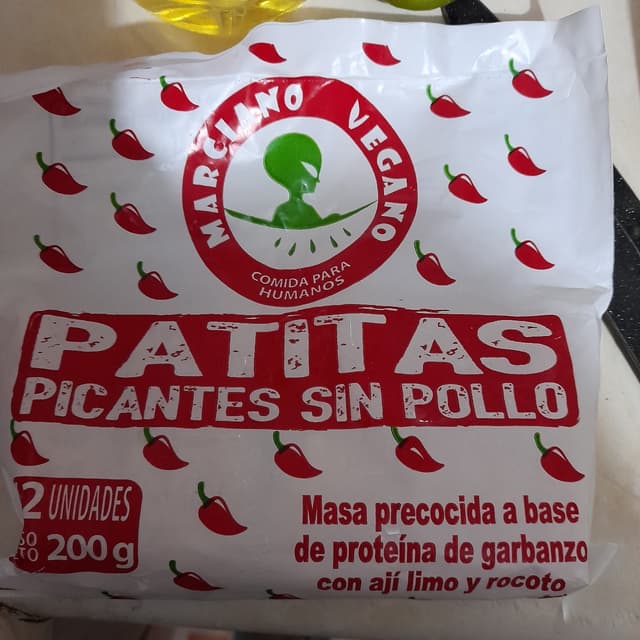 MARCIANO VEGANO
COMIDA PARA
HUMANOS
PATITAS
PICANTES SIN POLLO
2 UNIDADES
200 g
Masa precocida a base
de proteína de garbanzo
con ají limo y rocoto